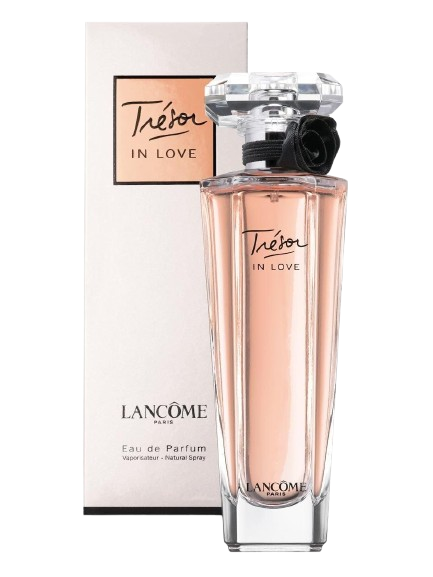 Trésor
IN LOVE
LANCÔME
PARIS
Eau de Parfum
Vaporisateur - Natural Spray
Trésor
IN LOVE
LANCÔME
PARIS